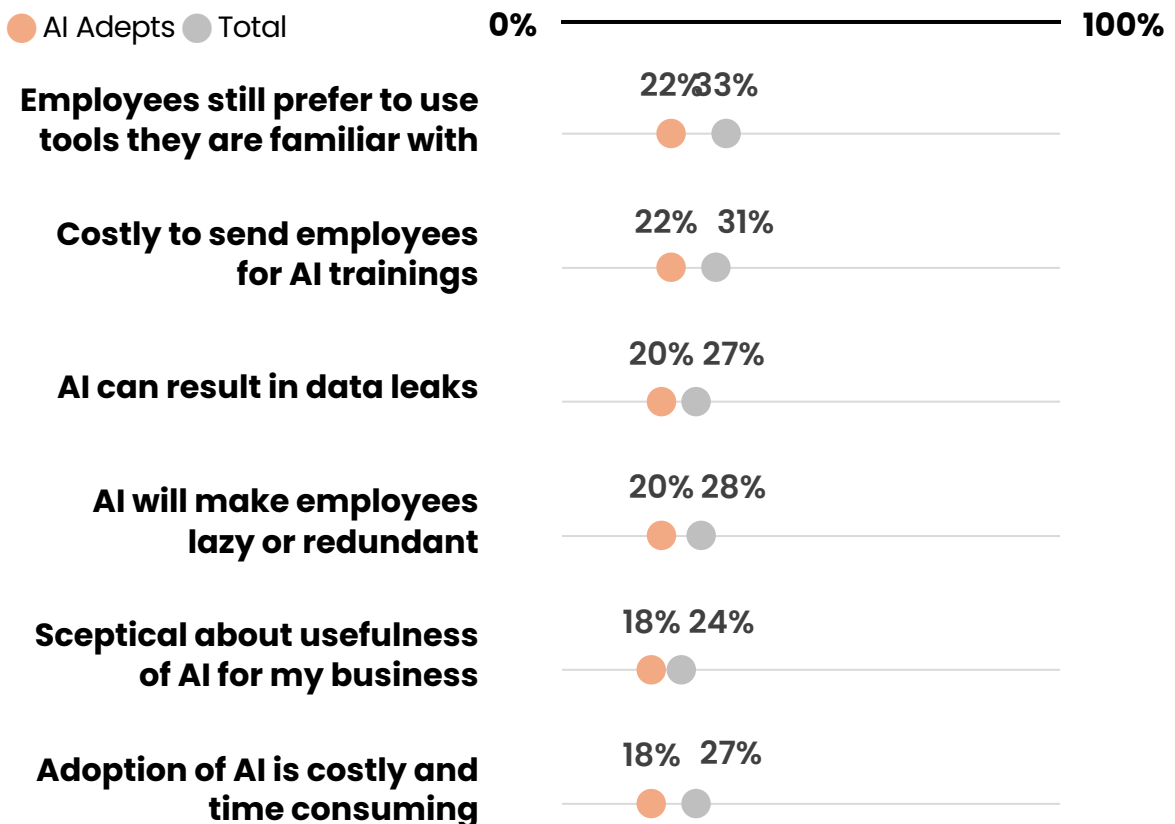 AI Adepts Total 0% 100%
22% 33%
Employees still prefer to use
tools they are familiar with
22% 31%
Costly to send employees
for AI trainings
20% 27%
AI can result in data leaks
20% 28%
AI will make employees
lazy or redundant
18% 24%
Sceptical about usefulness
of AI for my business
18% 27%
Adoption of AI is costly and
time consuming